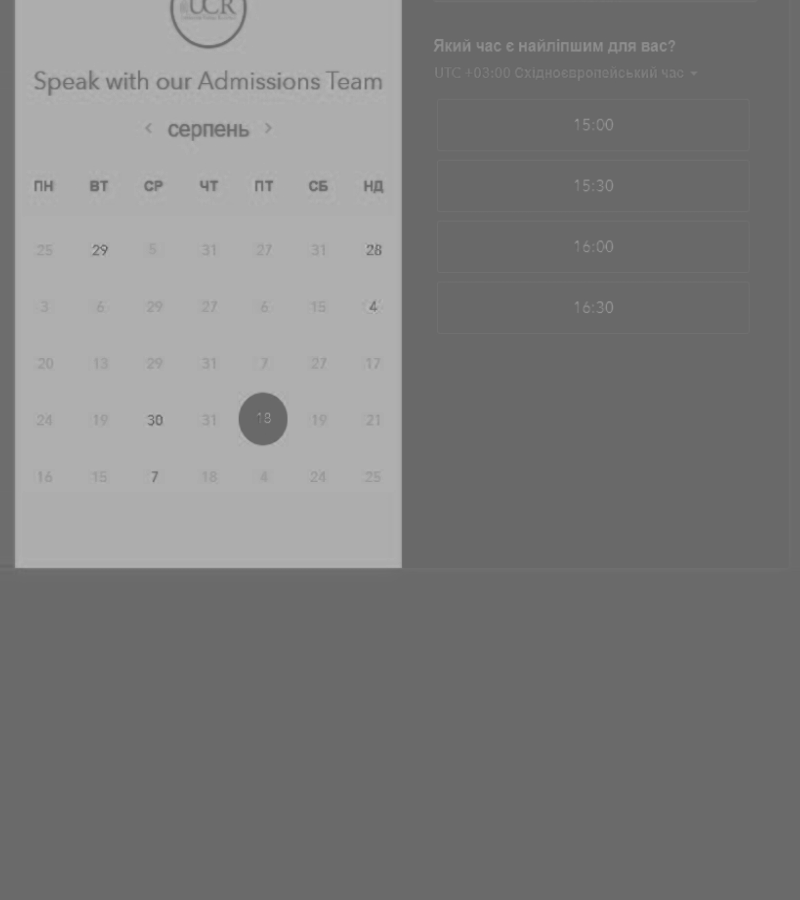 UCR
Speak with our Admissions Team
серпень
ПН ВТ СР ЧТ ПТ СБ НД
25 29 5 31 27 31 28
3 6 29 27 6 15 4
20 13 29 31 7 27 17
24 19 30 31 18 19 21
16 15 7 18 4 24 25
Який час є найліпшим для вас?
UTC +03:00 Східноєвропейський час
15:00
15:30
16:00
16:30